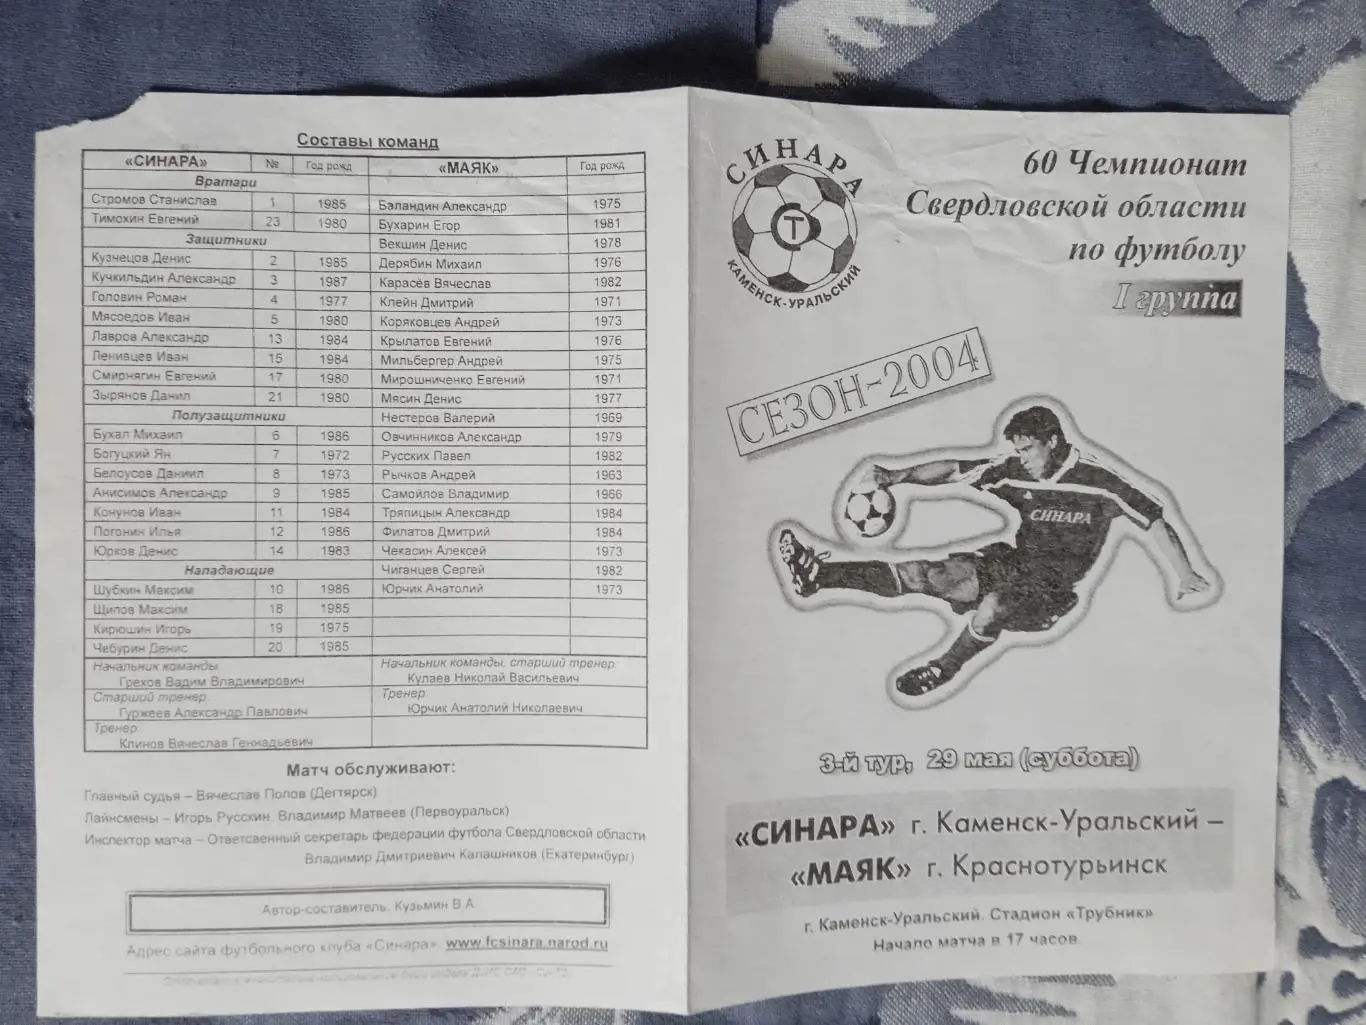 Составы команд
«СИНАРА» № Год рожд «МАЯК» Год рожд
Вратари
Стромов Станислав 1 1985 Баландин Александр 1975
Тимохин Евгений 23 1980 Бухарин Егор 1981
Защитники Векшин Денис 1978
Кузнецов Денис 2 1985 Дерябин Михаил 1976
Кучкильдин Александр 3 1987 Карасёв Вячеслав 1982
Головин Роман 4 1977 Клейн Дмитрий 1971
Мясоедов Иван 5 1980 Коряковцев Андрей 1973
Лавров Александр 13 1984 Крылатов Евгений 1976
Ленивцев Иван 15 1984 Мильбергер Андрей 1975
Смирнягин Евгений 17 1980 Мирошниченко Евгений 1971
Зырянов Данил 21 1980 Мясин Денис 1977
Полузащитники Нестеров Валерий 1969
Бухал Михаил 6 1986 Овчинников Александр 1979
Богуцкий Ян 7 1972 Русских Павел 1982
Белоусов Даниил 8 1973 Рычков Андрей 1963
Анисимов Александр 9 1985 Самойлов Владимир 1966
Конунов Иван 11 1984 Тряпицын Александр 1984
Погонин Илья 12 1986 Филатов Дмитрий 1984
Юрков Денис 14 1983 Чекасин Алексей 1973
Нападающие Чиганцев Сергей 1982
Шубкин Максим 10 1986 Юрчик Анатолий 1973
Щипов Максим 18 1985
Кирюшин Игорь 19 1975
Чебурин Денис 20 1985
Начальник команды Начальник команды, старший тренер
Грехов Вадим Владимирович Кулаев Николай Васильевич
Старший тренер Тренер
Гуржеев Александр Павлович Юрчик Анатолий Николаевич
Тренер
Клинов Вячеслав Геннадьевич
Матч обслуживают:
Главный судья – Вячеслав Попов (Дегтярск)
Лайнсмены – Игорь Русскин, Владимир Матвеев (Первоуральск)
Инспектор матча – Ответсвенный секретарь федерации футбола Свердловской области
Владимир Дмитриевич Калашников (Екатеринбург)
Автор-составитель. Кузьмин В.А.
Адрес сайта футбольного клуба «Синара». www.fcsinara.narod.ru
СИНАРА
Т
КАМЕНСК-УРАЛЬСКИЙ
60 Чемпионат
Свердловской области
по футболу
I группа
СЕЗОН-2004
СИНАРА
3-й тур, 29 мая (суббота)
«СИНАРА» г. Каменск-Уральский –
«МАЯК» г. Краснотурьинск
г. Каменск-Уральский. Стадион «Трубник»
Начало матча в 17 часов.